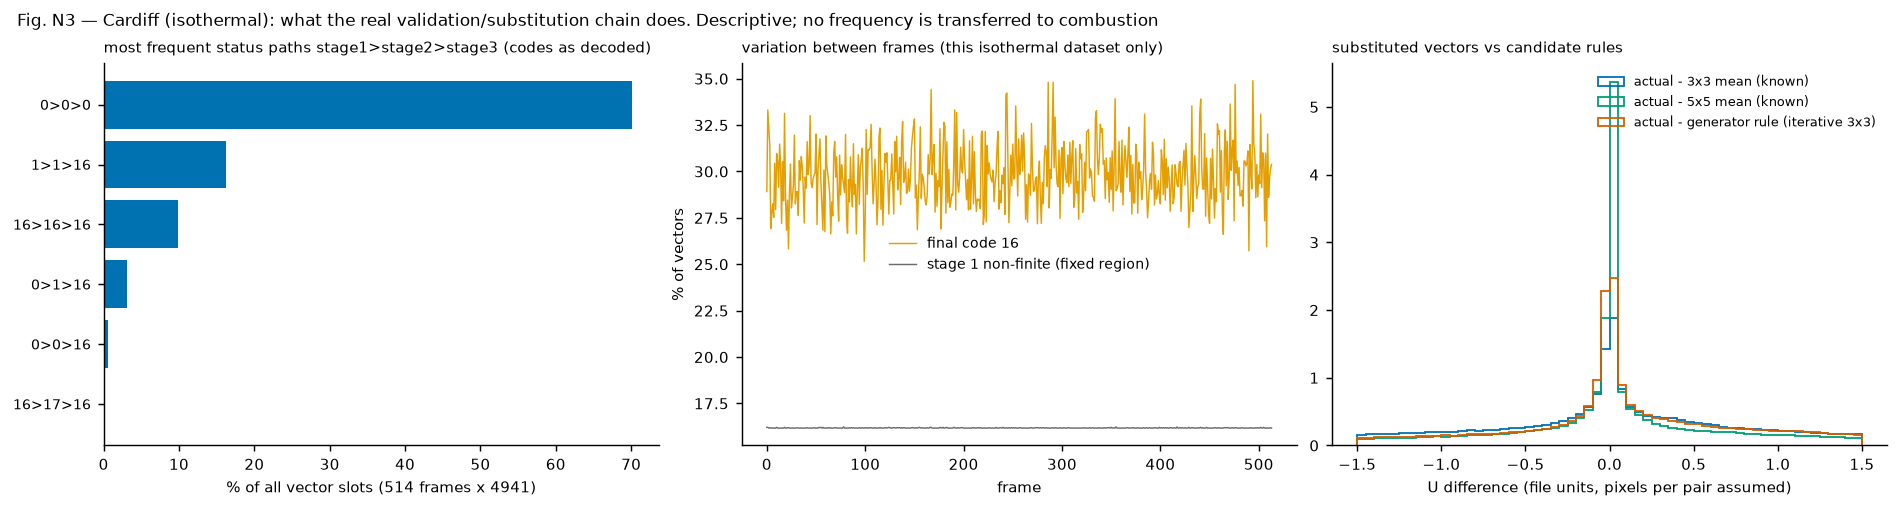 Fig. N3 — Cardiff (isothermal): what the real validation/substitution chain does. Descriptive; no frequency is transferred to combustion
most frequent status paths stage1>stage2>stage3 (codes as decoded)
0>0>0
1>1>16
16>16>16
0>1>16
0>0>16
16>17>16
0 10 20 30 40 50 60 70
% of all vector slots (514 frames x 4941)
variation between frames (this isothermal dataset only)
% of vectors
35.0
32.5
30.0
27.5
25.0
22.5
20.0
17.5
final code 16
stage 1 non-finite (fixed region)
0 100 200 300 400 500
frame
substituted vectors vs candidate rules
actual - 3x3 mean (known)
actual - 5x5 mean (known)
actual - generator rule (iterative 3x3)
5
4
3
2
1
0
−1.5 −1.0 −0.5 0.0 0.5 1.0 1.5
U difference (file units, pixels per pair assumed)